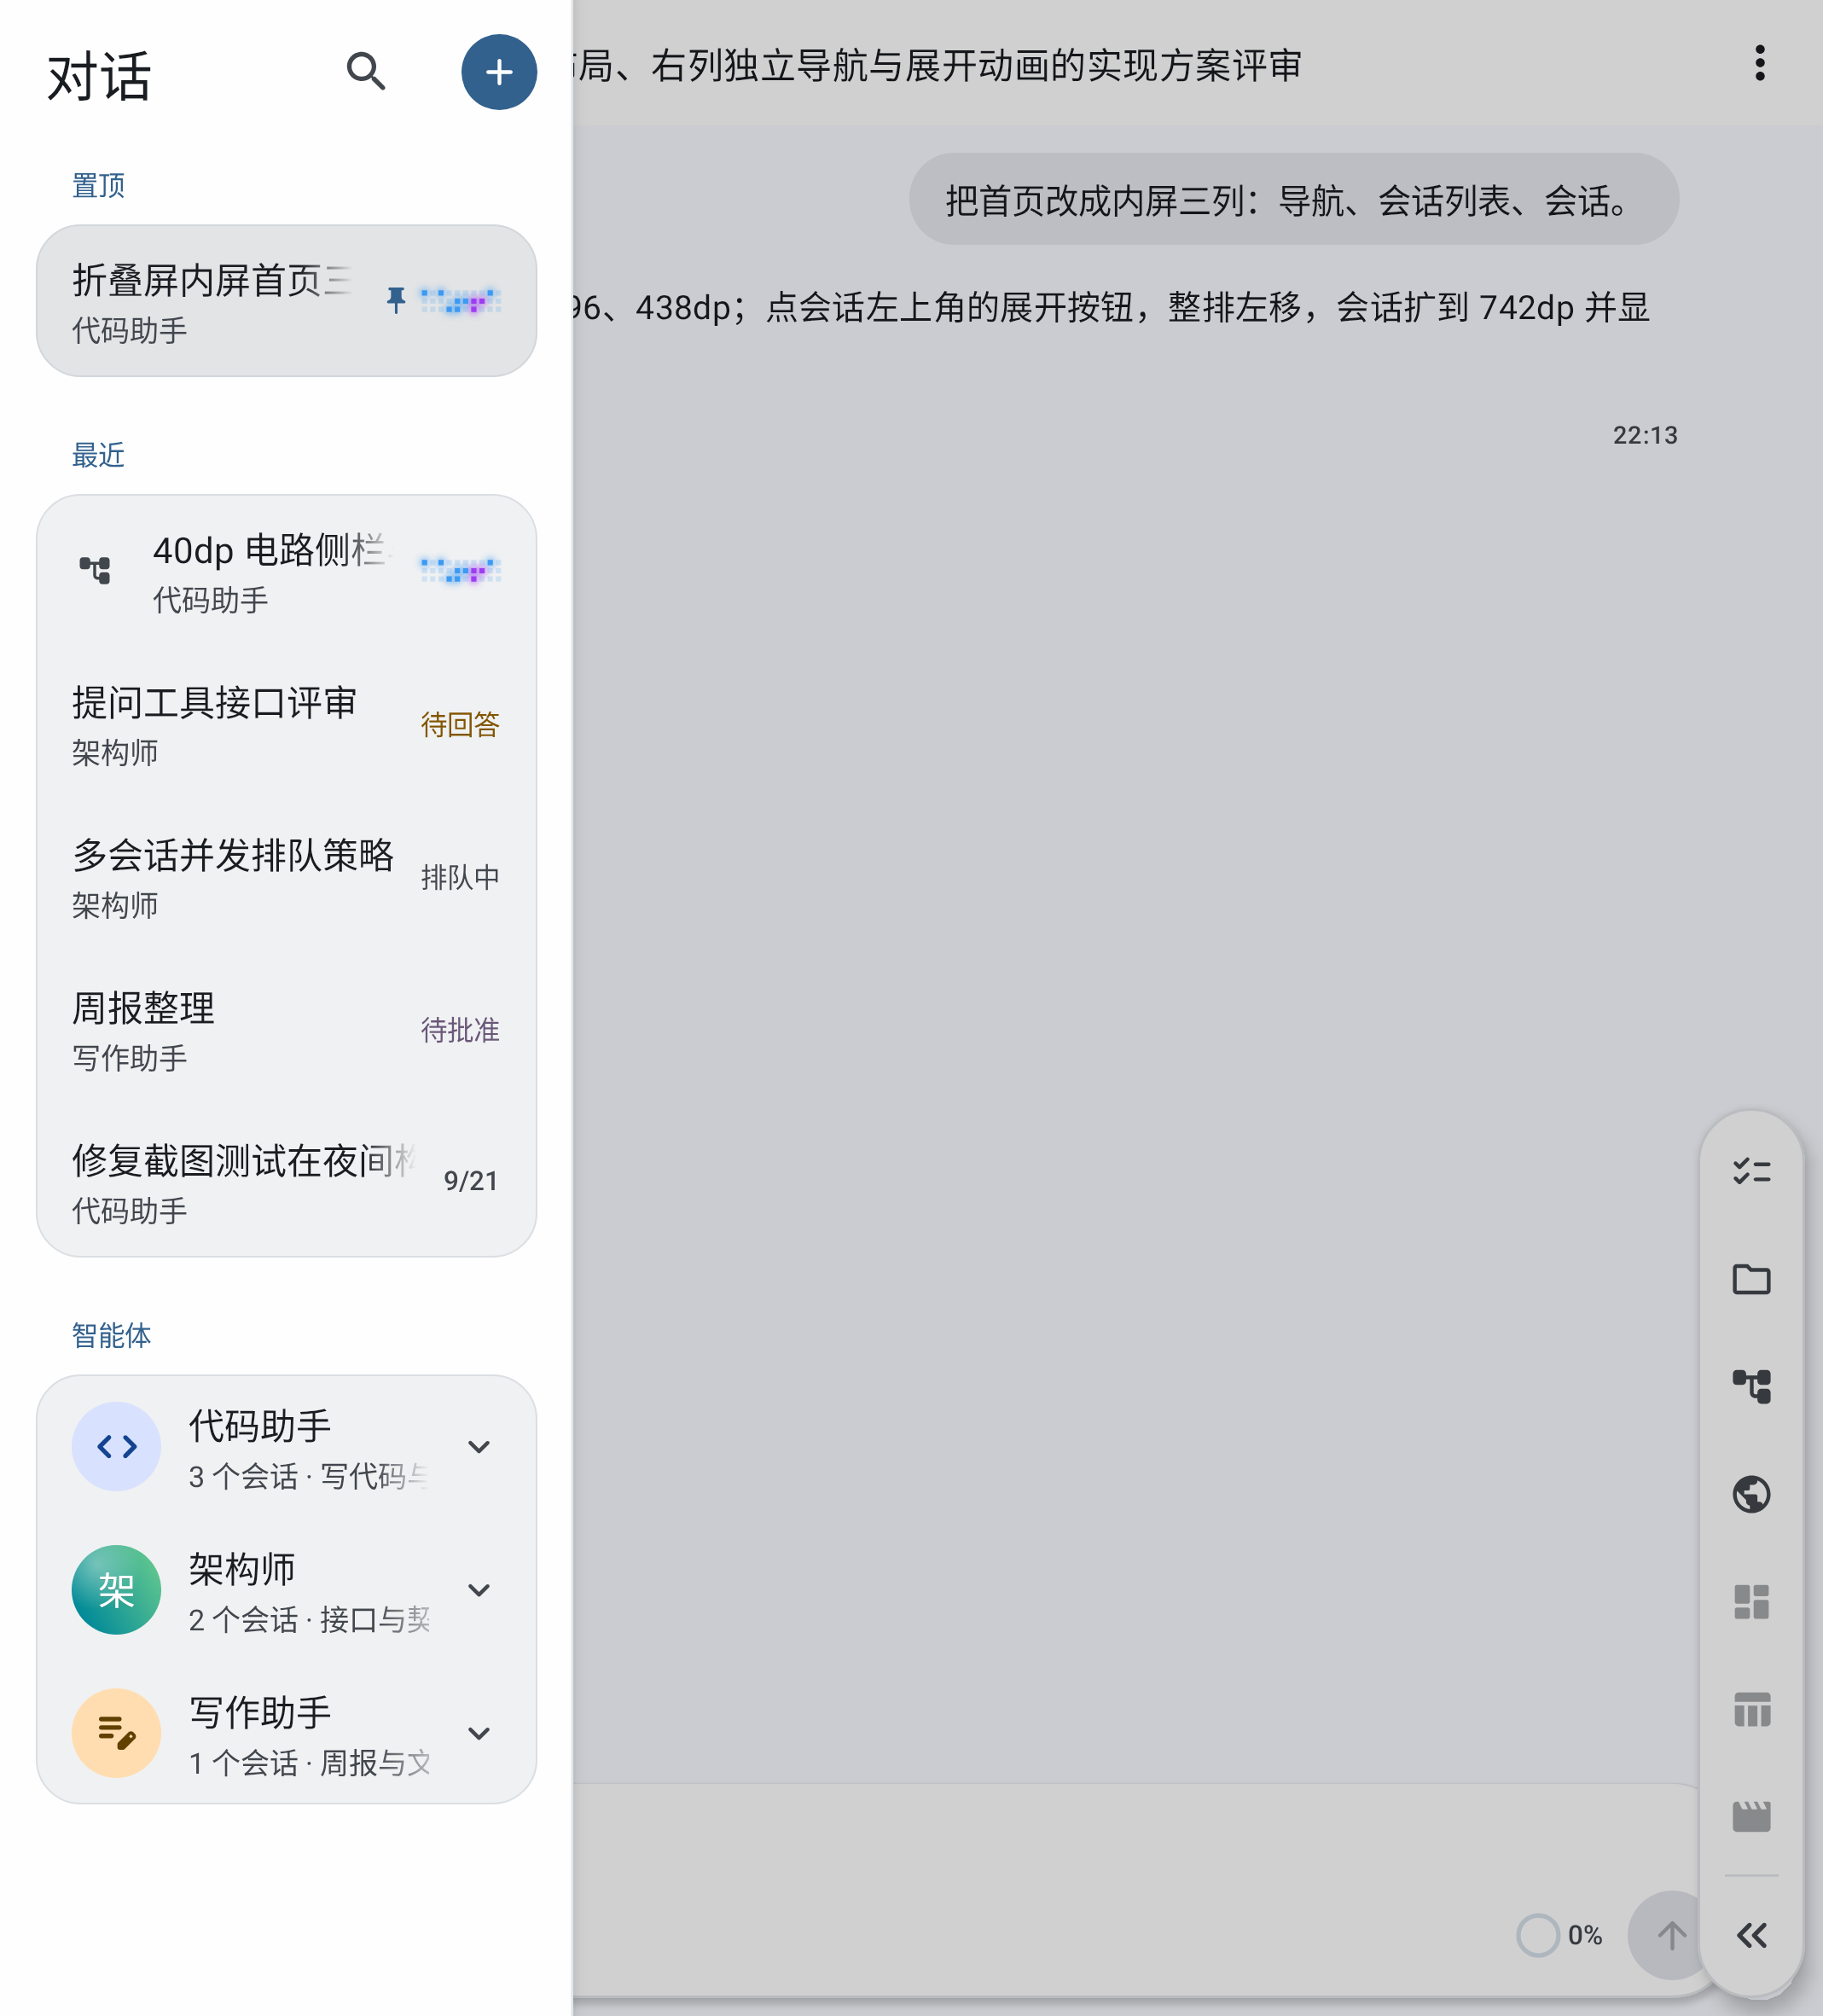 对话
置顶
折叠屏内屏首页三
代码助手
最近
40dp 电路侧栏
代码助手
提问工具接口评审
架构师
待回答
多会话并发排队策略
架构师
排队中
周报整理
写作助手
待批准
修复截图测试在夜间
代码助手
9/21
智能体
代码助手
3 个会话 · 写代码与
架
架构师
2 个会话 · 接口与契
写作助手
1 个会话 · 周报与文
局、右列独立导航与展开动画的实现方案评审
把首页改成内屏三列：导航、会话列表、会话。
96、438dp；点会话左上角的展开按钮，整排左移，会话扩到 742dp 并显
22:13
0%